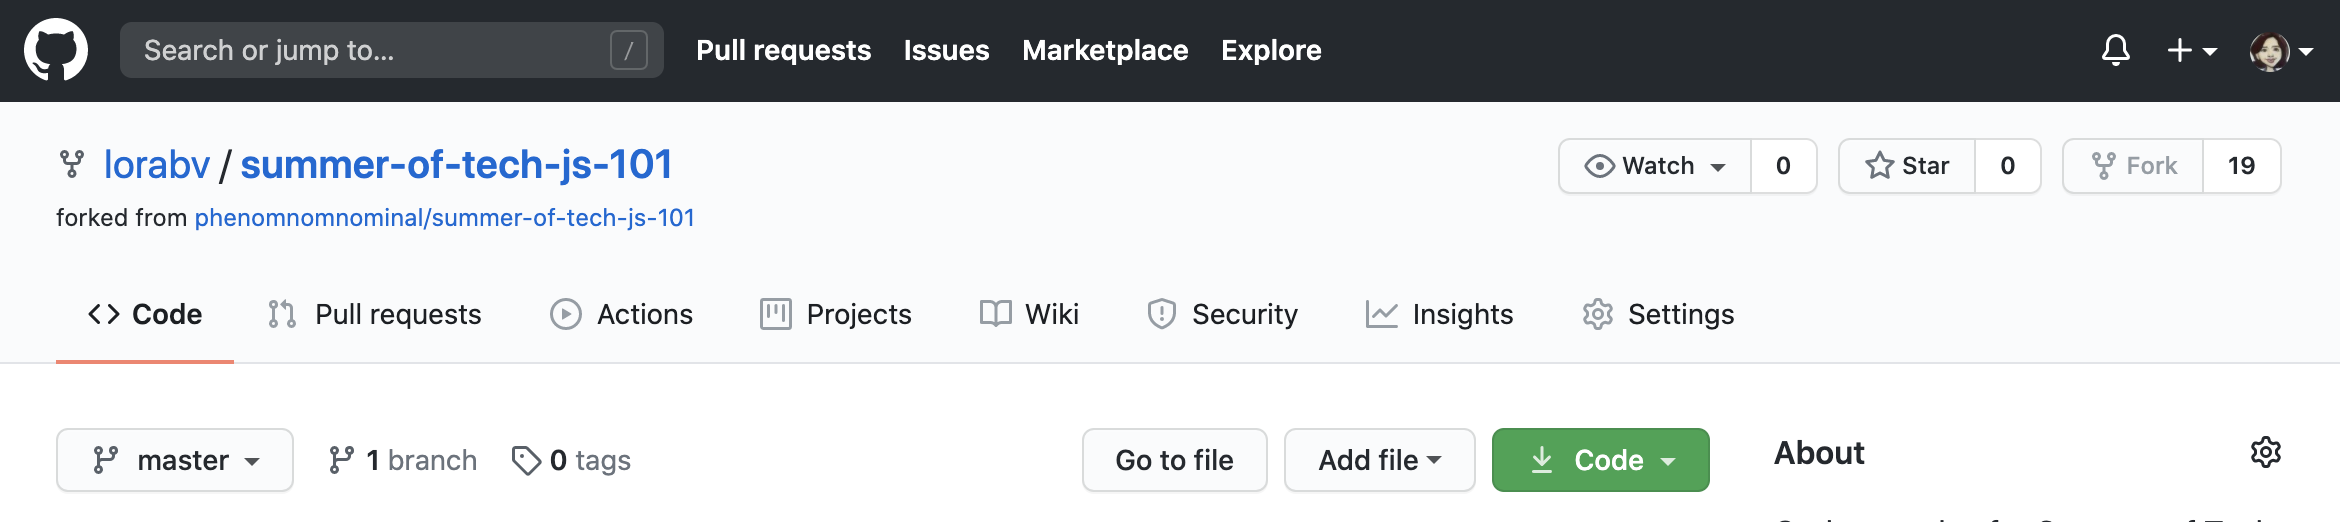 Search or jump to... / Pull requests Issues Marketplace Explore
lorabv / summer-of-tech-js-101 Watch 0 Star 0 Fork 19
forked from phenomnomnominal/summer-of-tech-js-101
<> Code Pull requests Actions Projects Wiki Security Insights Settings
master 1 branch 0 tags Go to file Add file Code About